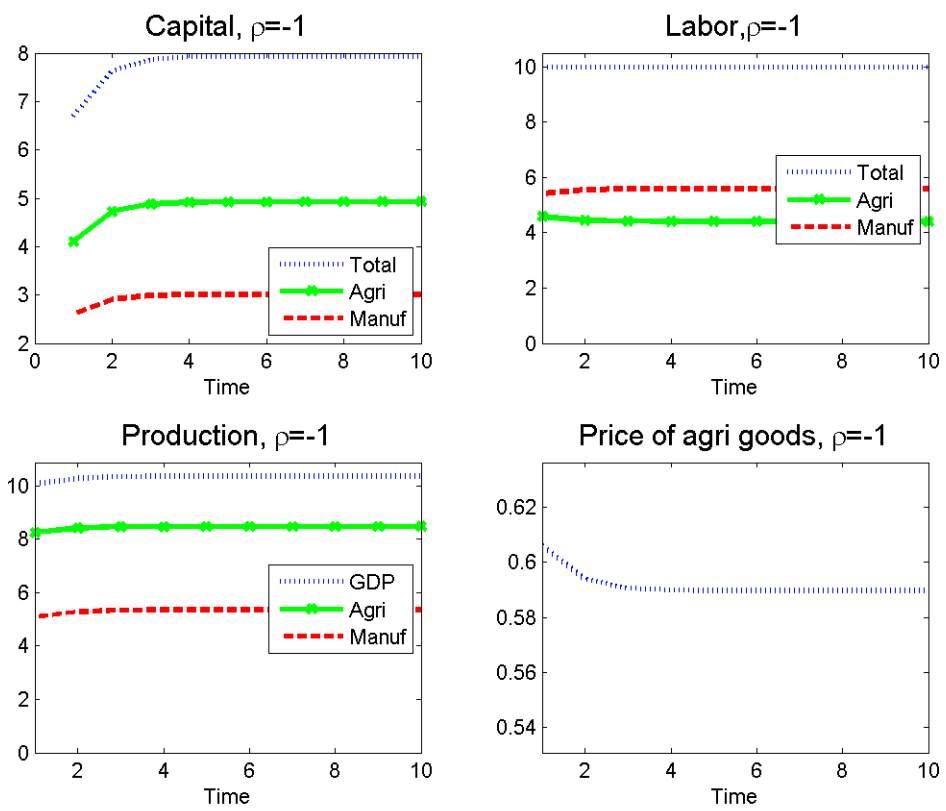 Capital, ρ=-1
8
7
6
5
4
3
2
0
2
4
6
8
10
Time
Total
Agri
Manuf
Labor,ρ=-1
10
8
6
4
2
0
2
4
6
8
10
Time
Total
Agri
Manuf
Production, ρ=-1
10
8
6
4
2
0
2
4
6
8
10
Time
GDP
Agri
Manuf
Price of agri goods, ρ=-1
0.62
0.6
0.58
0.56
0.54
2
4
6
8
10
Time